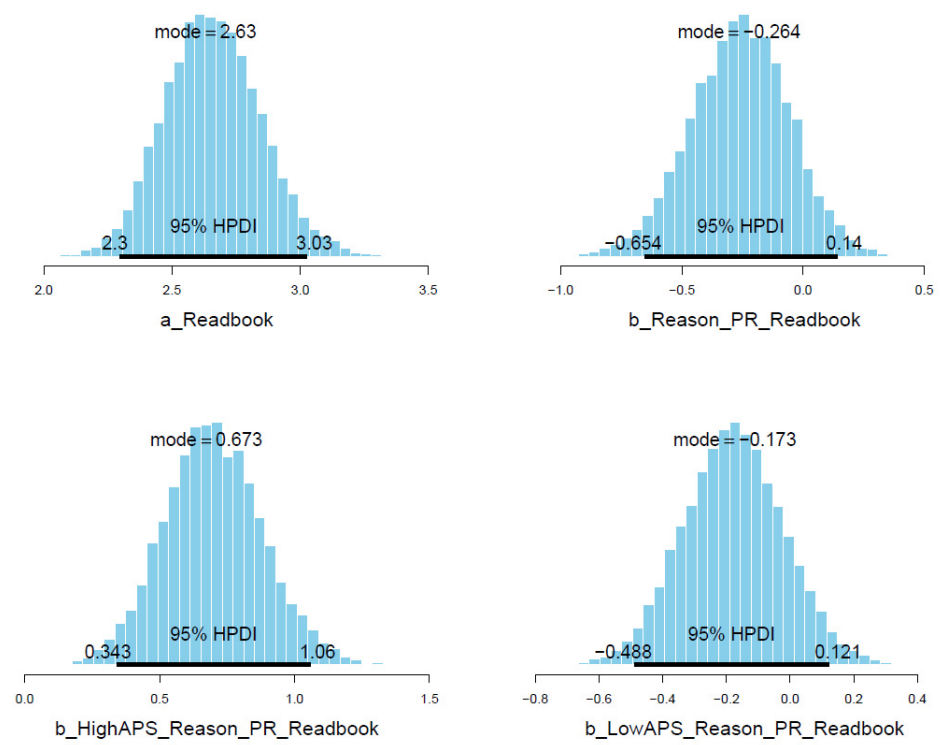 mode = 2.63
95% HPDI
2.3 3.03
2.0 2.5 3.0 3.5
a_Readbook
mode = −0.264
95% HPDI
−0.654 0.14
−1.0 −0.5 0.0 0.5
b_Reason_PR_Readbook
mode = 0.673
95% HPDI
0.343 1.06
0.0 0.5 1.0 1.5
b_HighAPS_Reason_PR_Readbook
mode = −0.173
95% HPDI
−0.488 0.121
−0.8 −0.6 −0.4 −0.2 0.0 0.2 0.4
b_LowAPS_Reason_PR_Readbook